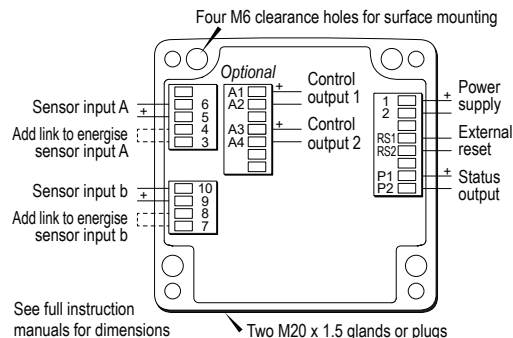 Four M6 clearance holes for surface mounting
Optional
A1
A2
A3
A4
+
Control
output 1
+
Control
output 2
Sensor input A
+
Add link to energise
sensor input A
6
5
4
3
Sensor input b
+
Add link to energise
sensor input b
10
9
8
7
1
2
RS1
RS2
P1
P2
+
Power
supply
External
reset
+
Status
output
See full instruction
manuals for dimensions
Two M20 x 1.5 glands or plugs